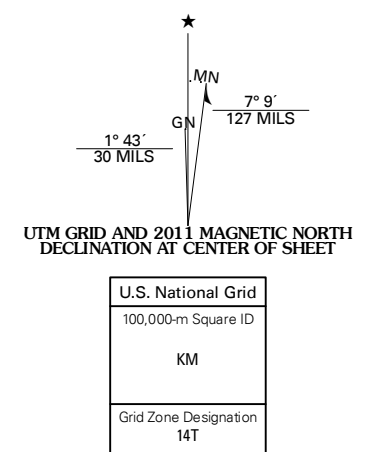 ★
MN
7° 9´
127 MILS
GN
1° 43´
30 MILS
UTM GRID AND 2011 MAGNETIC NORTH
DECLINATION AT CENTER OF SHEET
U.S. National Grid
100,000-m Square ID
KM
Grid Zone Designation
14T